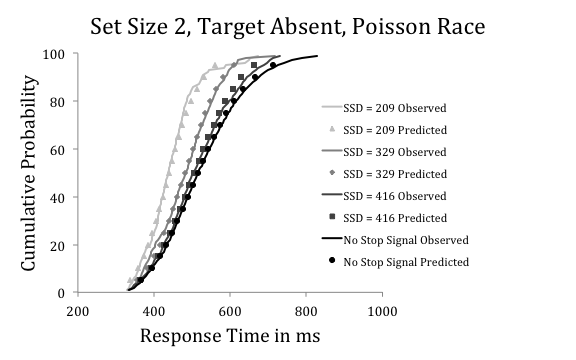 Set Size 2, Target Absent, Poisson Race
Cumulative Probability
100
80
60
40
20
0
200
400
600
800
1000
Response Time in ms
SSD = 209 Observed
SSD = 209 Predicted
SSD = 329 Observed
SSD = 329 Predicted
SSD = 416 Observed
SSD = 416 Predicted
No Stop Signal Observed
No Stop Signal Predicted